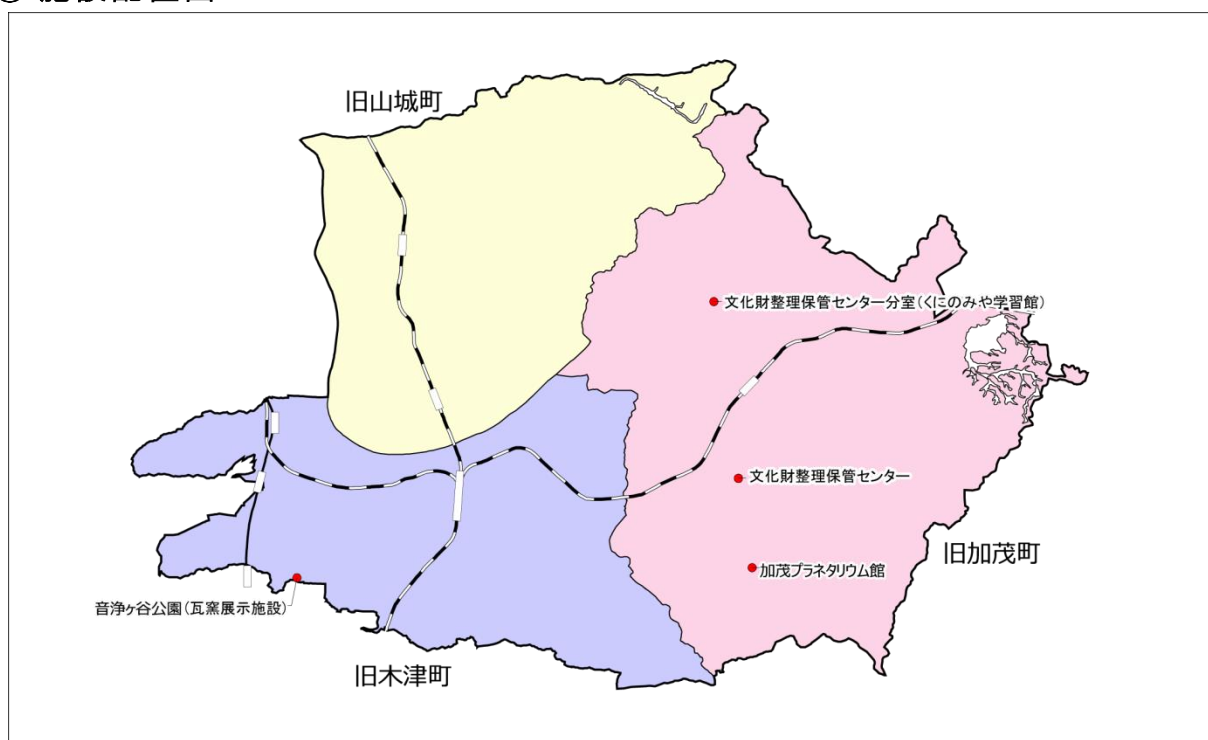 旧山城町
文化財整理保管センター分室(くにのみや学習館)
文化財整理保管センター
旧加茂町
加茂プラネタリウム館
音浄ヶ谷公園(瓦窯展示施設)
旧木津町